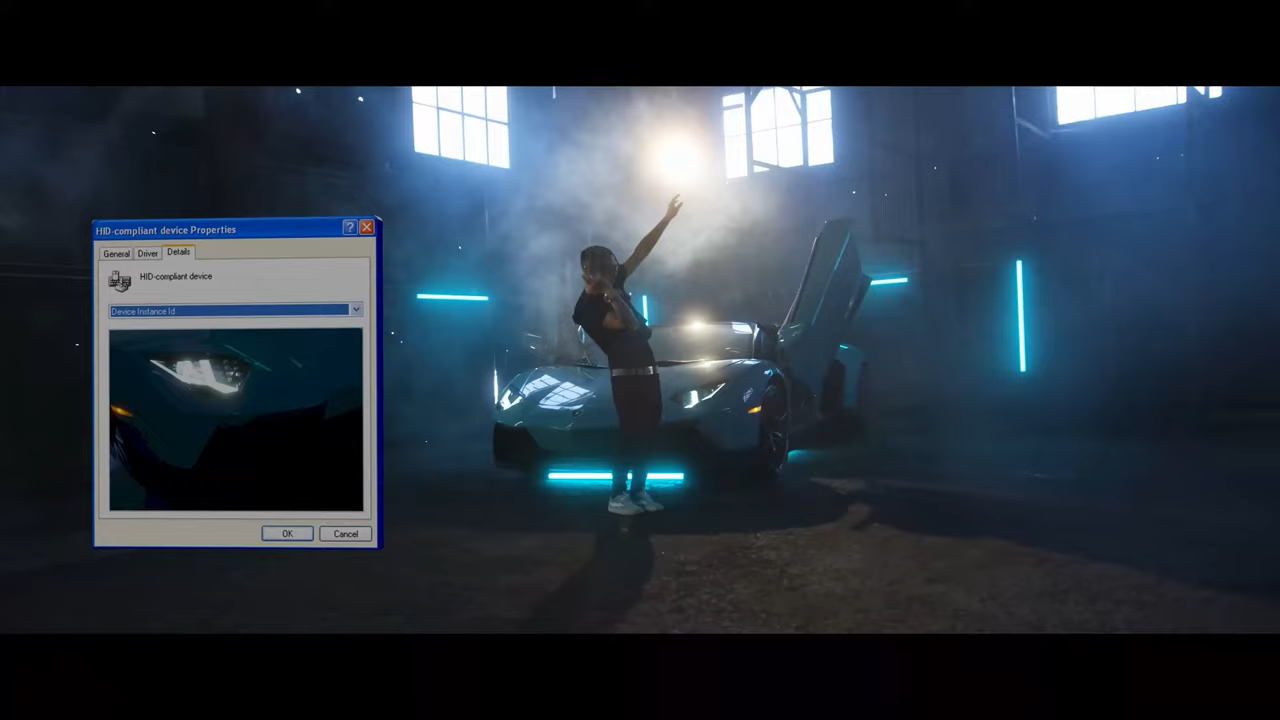 HID-compliant device Properties
General Driver Details
HID-compliant device
Device Instance Id
OK Cancel